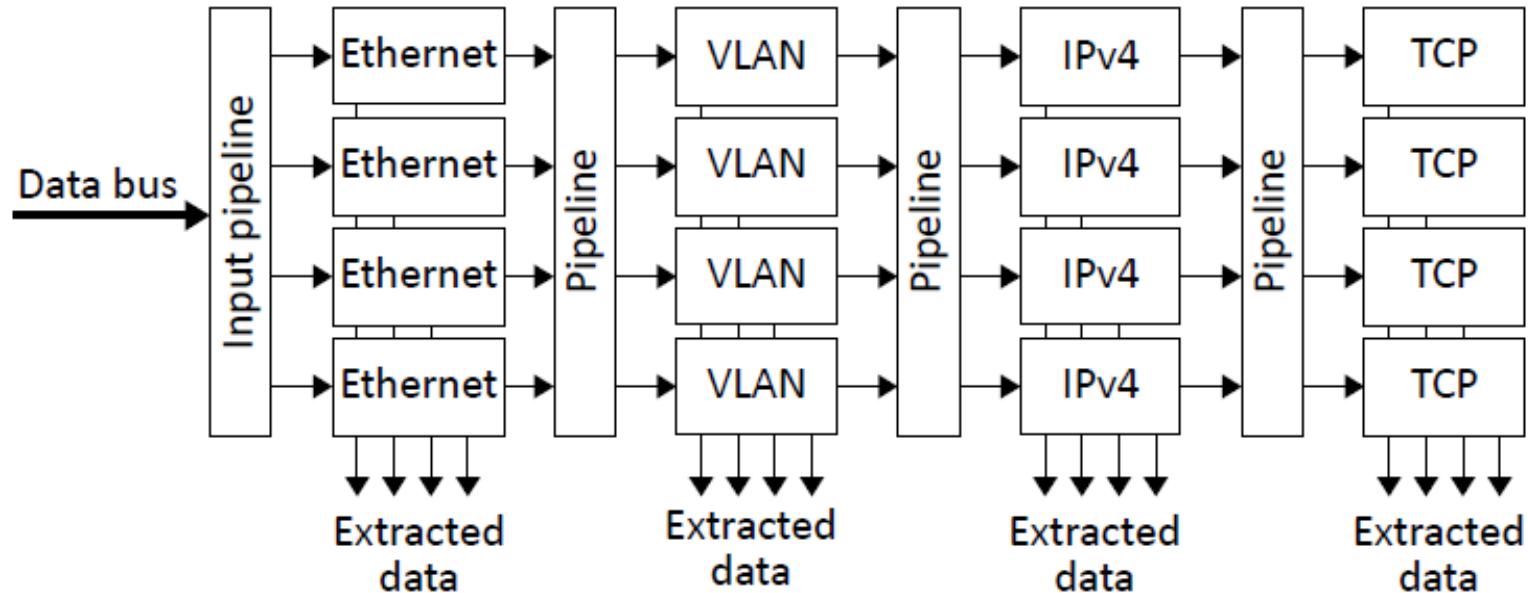 Data bus
Input pipeline
Ethernet
Ethernet
Ethernet
Ethernet
Extracted
data
Pipeline
VLAN
VLAN
VLAN
VLAN
Extracted
data
Pipeline
IPv4
IPv4
IPv4
IPv4
Extracted
data
Pipeline
TCP
TCP
TCP
TCP
Extracted
data